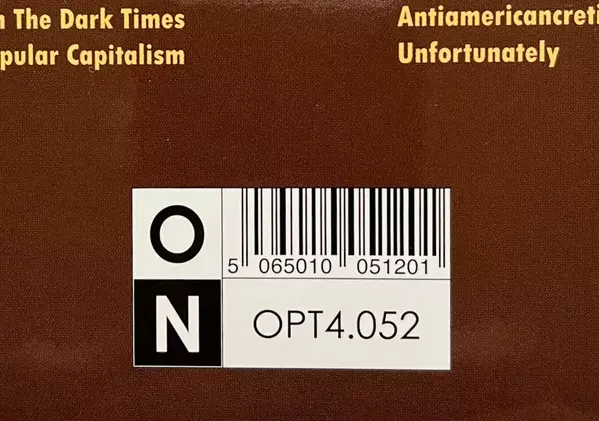 n The Dark Times
pular Capitalism
Antiamericancreti
Unfortunately
O
N
5 065010 051201
OPT4.052